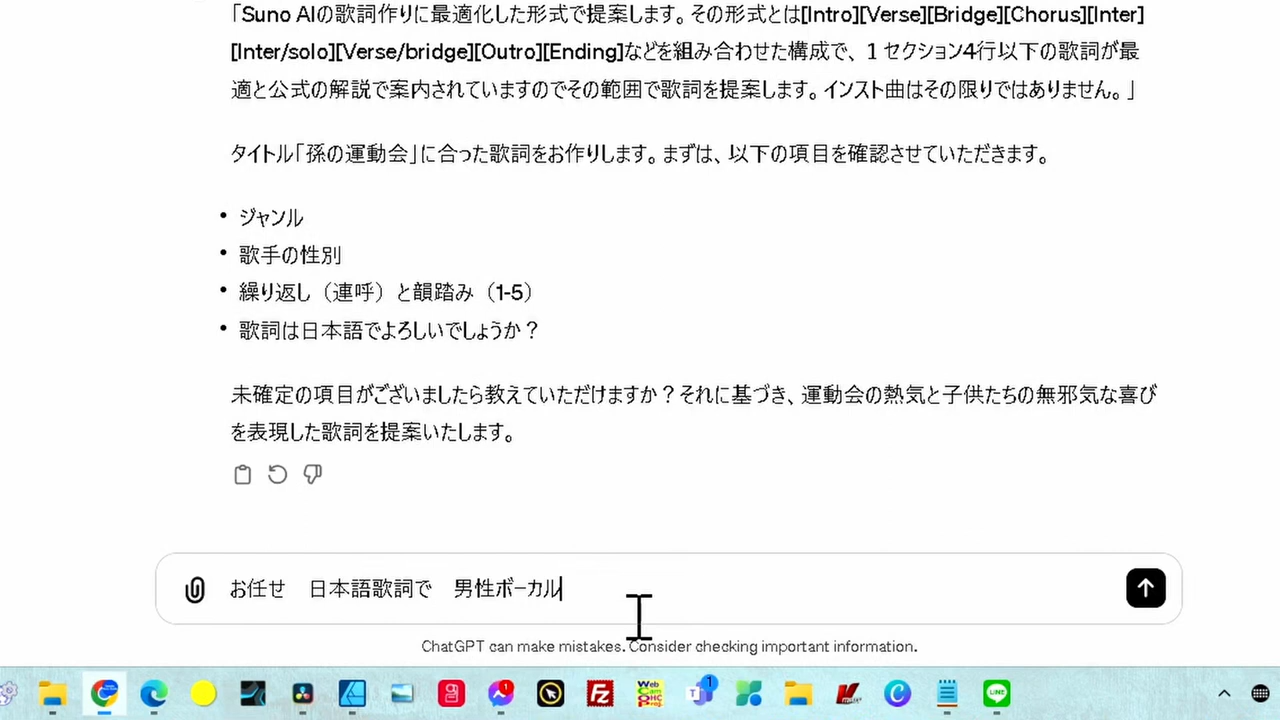 「Suno AIの歌詞作りに最適化した形式で提案します。その形式とは[Intro][Verse][Bridge][Chorus][Inter]
[Inter/solo][Verse/bridge][Outro][Ending]などを組み合わせた構成で、１セクション4行以下の歌詞が最
適と公式の解説で案内されていますのでその範囲で歌詞を提案します。インスト曲はその限りではありません。」
タイトル「孫の運動会」に合った歌詞をお作りします。まずは、以下の項目を確認させていただきます。
• ジャンル
• 歌手の性別
• 繰り返し（連呼）と韻踏み（1-5）
• 歌詞は日本語でよろしいでしょうか？
未確定の項目がございましたら教えていただけますか？それに基づき、運動会の熱気と子供たちの無邪気な喜び
を表現した歌詞を提案いたします。
お任せ　日本語歌詞で　男性ボーカル
ChatGPT can make mistakes. Consider checking important information.
1
1
LINE